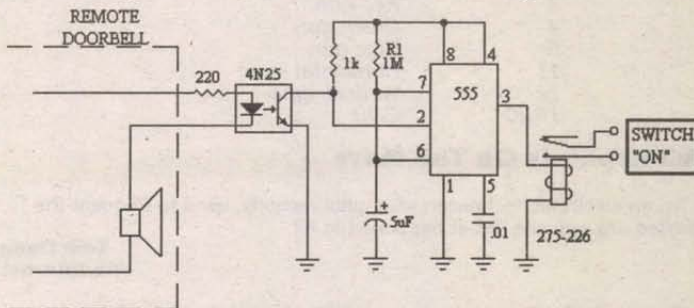 REMOTE
DOORBELL
220
4N25
1k
R1
1M
8
4
7
555
3
2
6
1
5
+
.5uF
.01
SWITCH
"ON"
275-226